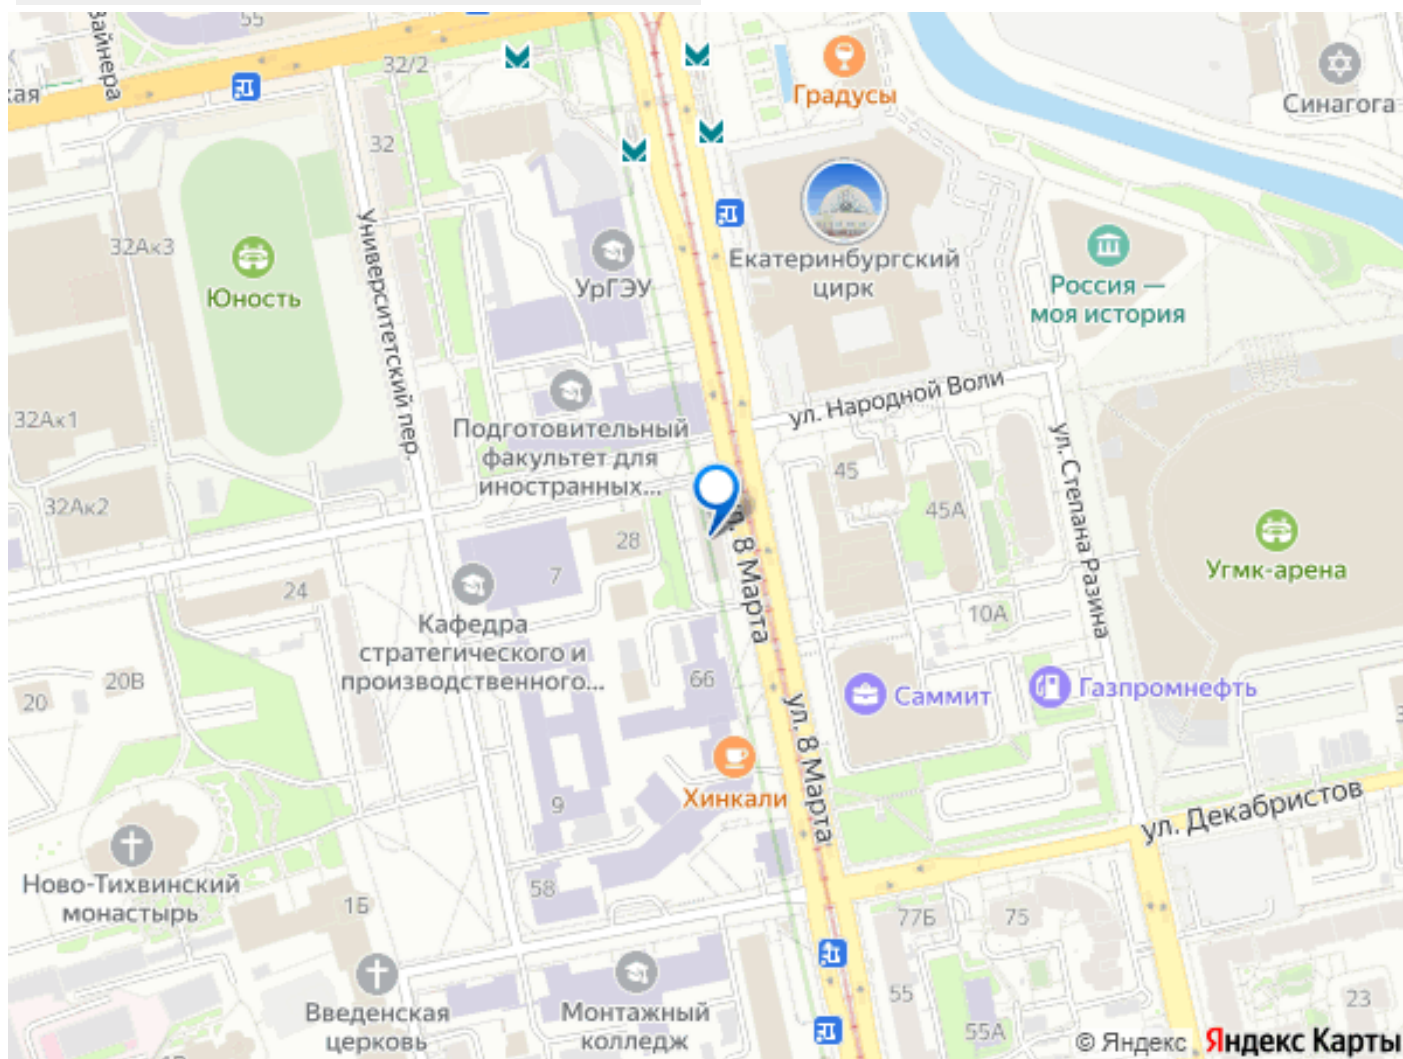 55
Вайнера
ая
32/2
Градусы
Синагога
32
32Ак3
Юность
Университетский пер.
УрГЭУ
Екатеринбургский
цирк
Россия —
моя история
ул. Народной Воли
32Ак1
Подготовительный
факультет для
иностранных...
45
ул. Степана Разина
32Ак2
45А
28
ул. 8 Марта
7
Угмк-арена
24
10А
Кафедра
стратегического и
производственного...
20
20В
66
Саммит
Газпромнефть
ул. 8 Марта
Хинкали
9
ул. Декабристов
Ново-Тихвинский
монастырь
58
1Б
77Б
75
Введенская
церковь
Монтажный
колледж
55
55А
23
© Яндекс Яндекс Карты